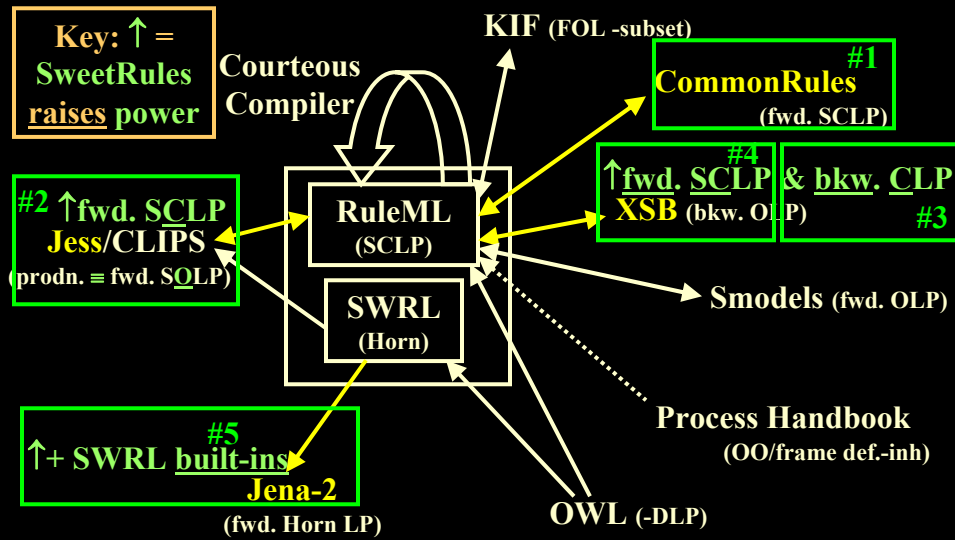 Key: ↑ =
SweetRules
raises power
Courteous
Compiler
KIF (FOL -subset)
#1
CommonRules
(fwd. SCLP)
#4
↑fwd. SCLP & bkw. CLP
XSB (bkw. OLP)
#3
#2 ↑fwd. SCLP
Jess/CLIPS
(prodn. ≡ fwd. SOLP)
RuleML
(SCLP)
SWRL
(Horn)
Smodels (fwd. OLP)
Process Handbook
(OO/frame def.-inh)
#5
↑+ SWRL built-ins
Jena-2
(fwd. Horn LP)
OWL (-DLP)